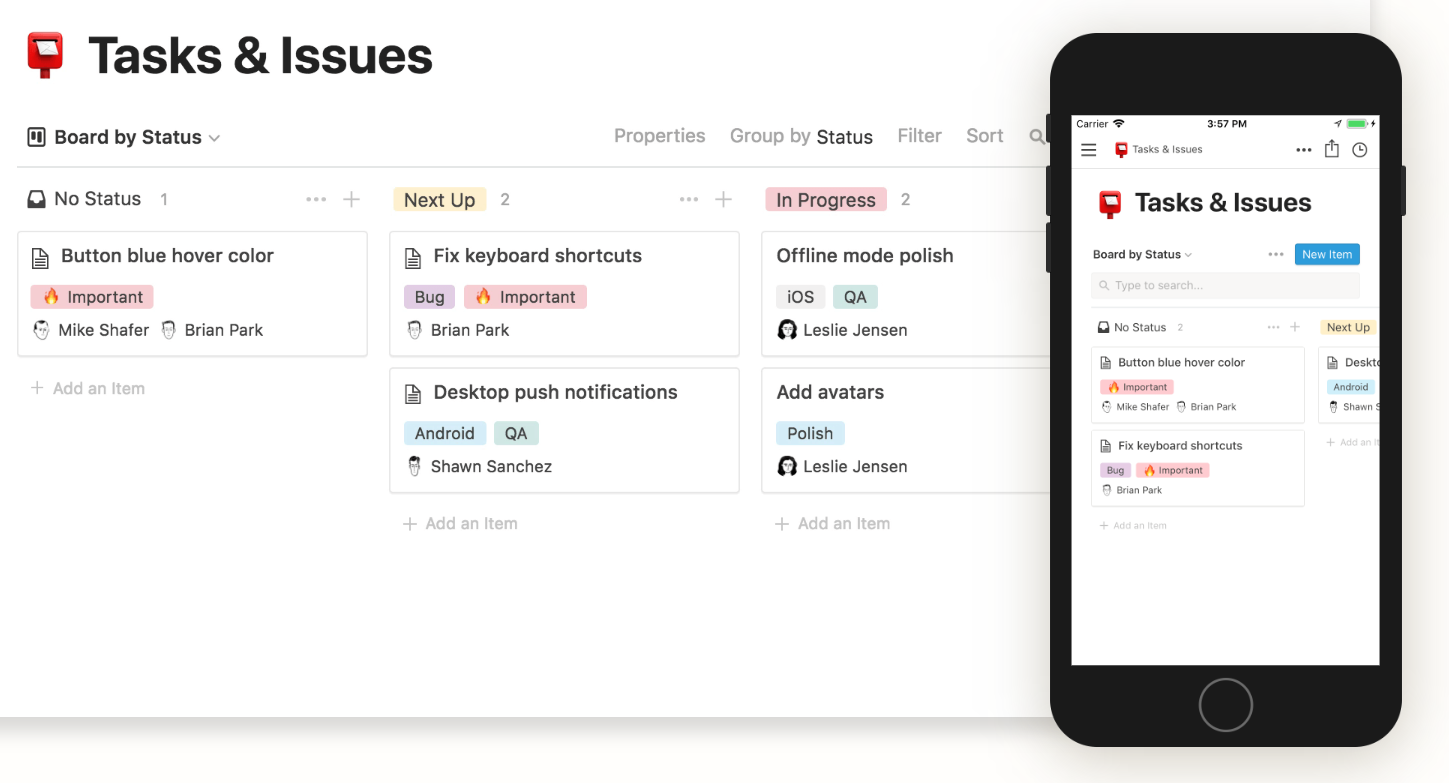 Tasks & Issues
Board by Status
Properties Group by Status Filter Sort
No Status 1
Button blue hover color
Important
Mike Shafer Brian Park
Add an Item
Next Up 2
Fix keyboard shortcuts
Bug Important
Brian Park
Desktop push notifications
Android QA
Shawn Sanchez
Add an Item
In Progress 2
Offline mode polish
iOS QA
Leslie Jensen
Add avatars
Polish
Leslie Jensen
Add an Item
Carrier 3:57 PM
Tasks & Issues
Tasks & Issues
Board by Status New Item
Type to search...
No Status 2
Button blue hover color
Important
Mike Shafer Brian Park
Fix keyboard shortcuts
Bug Important
Brian Park
Add an Item
Next Up
Deskt
Android
Shawn S
Add an It